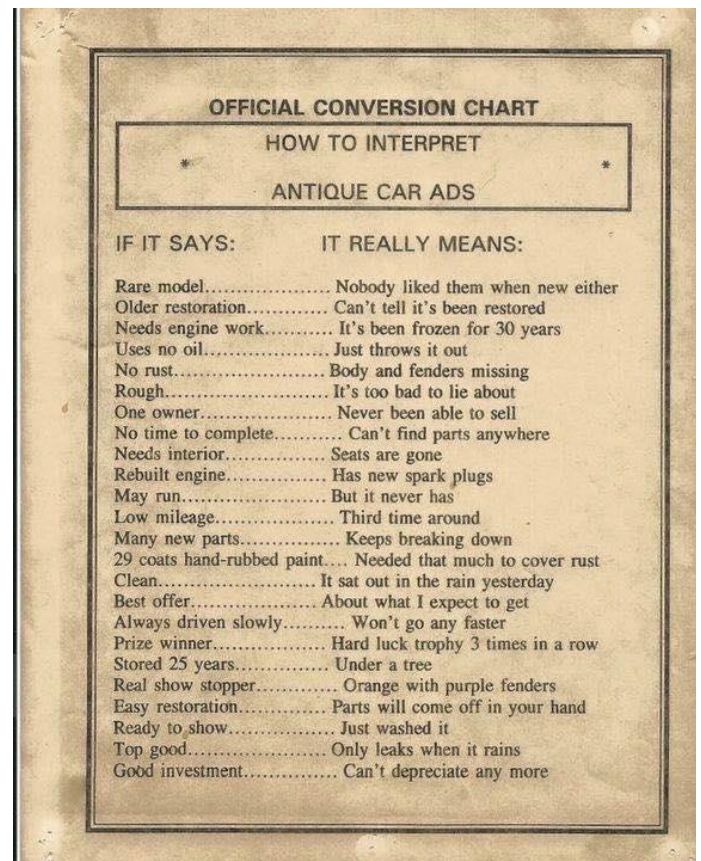 OFFICIAL CONVERSION CHART
HOW TO INTERPRET
* *
ANTIQUE CAR ADS
IF IT SAYS: IT REALLY MEANS:
Rare model................... Nobody liked them when new either
Older restoration............. Can't tell it's been restored
Needs engine work........... It's been frozen for 30 years
Uses no oil................... Just throws it out
No rust....................... Body and fenders missing
Rough......................... It's too bad to lie about
One owner.................... Never been able to sell
No time to complete.......... Can't find parts anywhere
Needs interior............... Seats are gone
Rebuilt engine............... Has new spark plugs
May run...................... But it never has
Low mileage.................. Third time around
Many new parts............... Keeps breaking down
29 coats hand-rubbed paint.... Needed that much to cover rust
Clean........................ It sat out in the rain yesterday
Best offer.................... About what I expect to get
Always driven slowly......... Won't go any faster
Prize winner................. Hard luck trophy 3 times in a row
Stored 25 years.............. Under a tree
Real show stopper............ Orange with purple fenders
Easy restoration............. Parts will come off in your hand
Ready to show................ Just washed it
Top good..................... Only leaks when it rains
Good investment.............. Can't depreciate any more